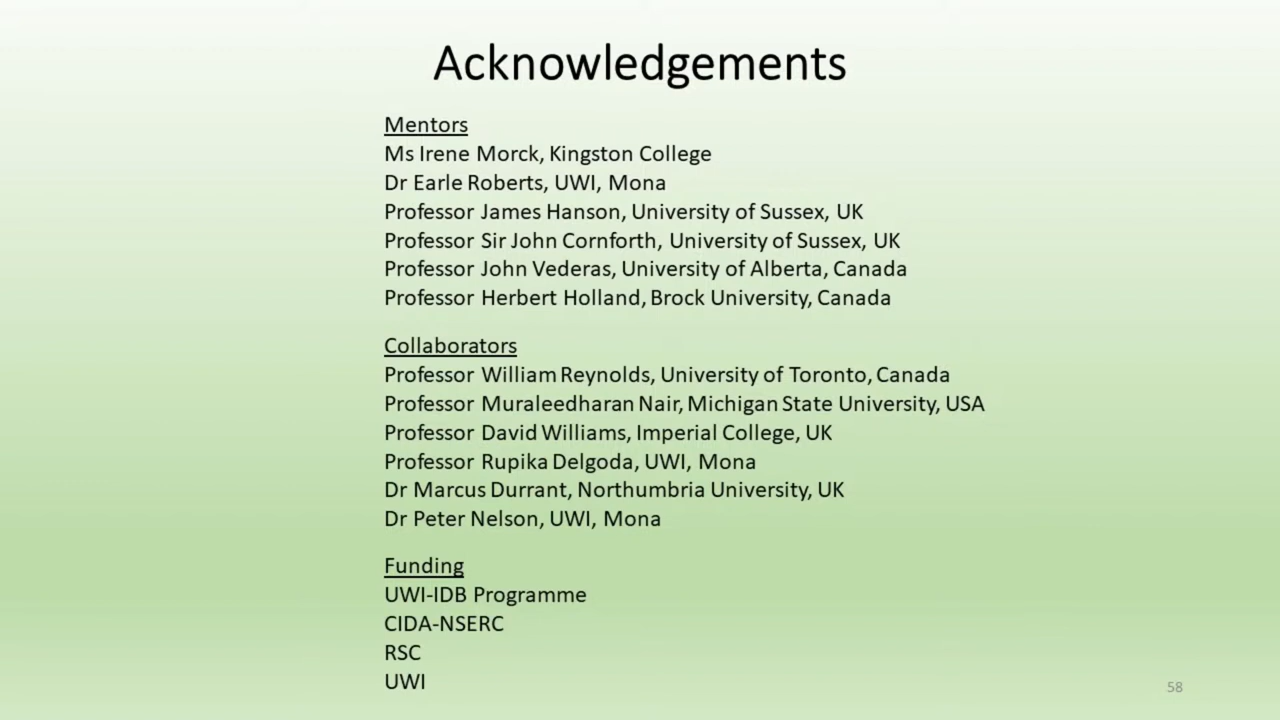 Acknowledgements
Mentors
Ms Irene Morck, Kingston College
Dr Earle Roberts, UWI, Mona
Professor James Hanson, University of Sussex, UK
Professor Sir John Cornforth, University of Sussex, UK
Professor John Vederas, University of Alberta, Canada
Professor Herbert Holland, Brock University, Canada
Collaborators
Professor William Reynolds, University of Toronto, Canada
Professor Muraleedharan Nair, Michigan State University, USA
Professor David Williams, Imperial College, UK
Professor Rupika Delgoda, UWI, Mona
Dr Marcus Durrant, Northumbria University, UK
Dr Peter Nelson, UWI, Mona
Funding
UWI-IDB Programme
CIDA-NSERC
RSC
UWI
58